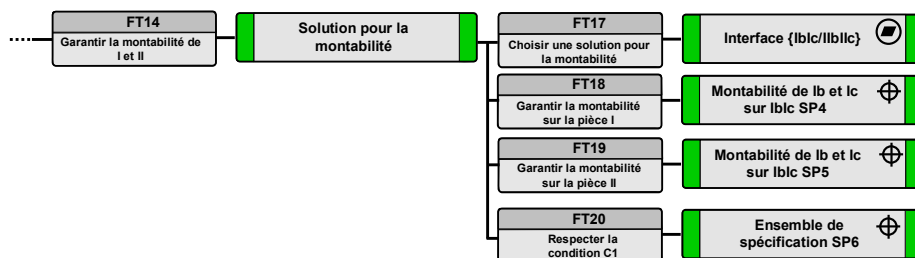 FT14
Garantir la montabilité de
I et II
Solution pour la
montabilité
FT17
Choisir une solution pour
la montabilité
Interface {IbIc/IIbIIc}
FT18
Garantir la montabilité
sur la pièce I
Montabilité de Ib et Ic
sur IbIc SP4
FT19
Garantir la montabilité
sur la pièce II
Montabilité de Ib et Ic
sur IbIc SP5
FT20
Respecter la
condition C1
Ensemble de
spécification SP6